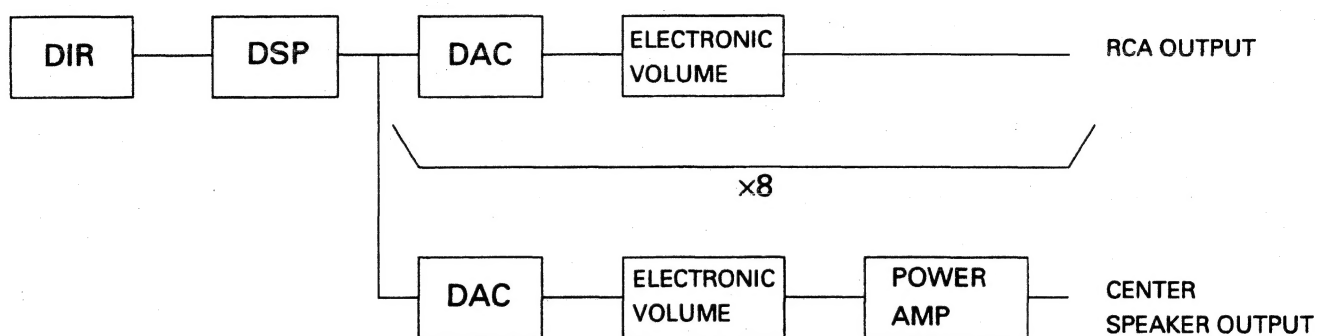 DIR
DSP
DAC
ELECTRONIC
VOLUME
RCA OUTPUT
×8
DAC
ELECTRONIC
VOLUME
POWER
AMP
CENTER
SPEAKER OUTPUT